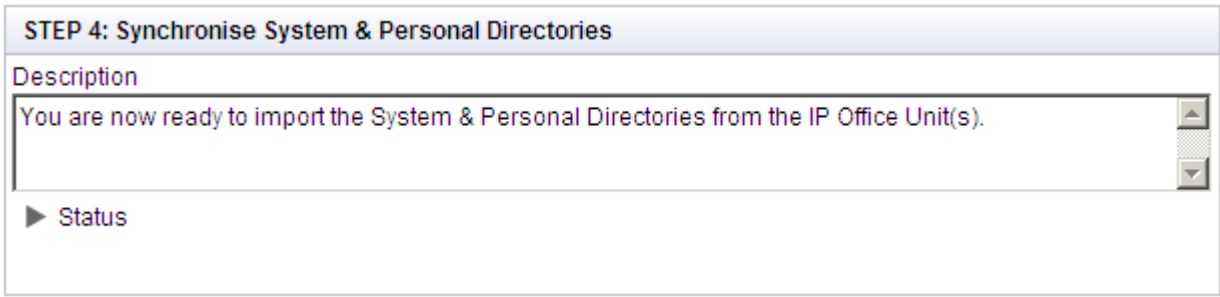 STEP 4: Synchronise System & Personal Directories
Description
You are now ready to import the System & Personal Directories from the IP Office Unit(s).
Status